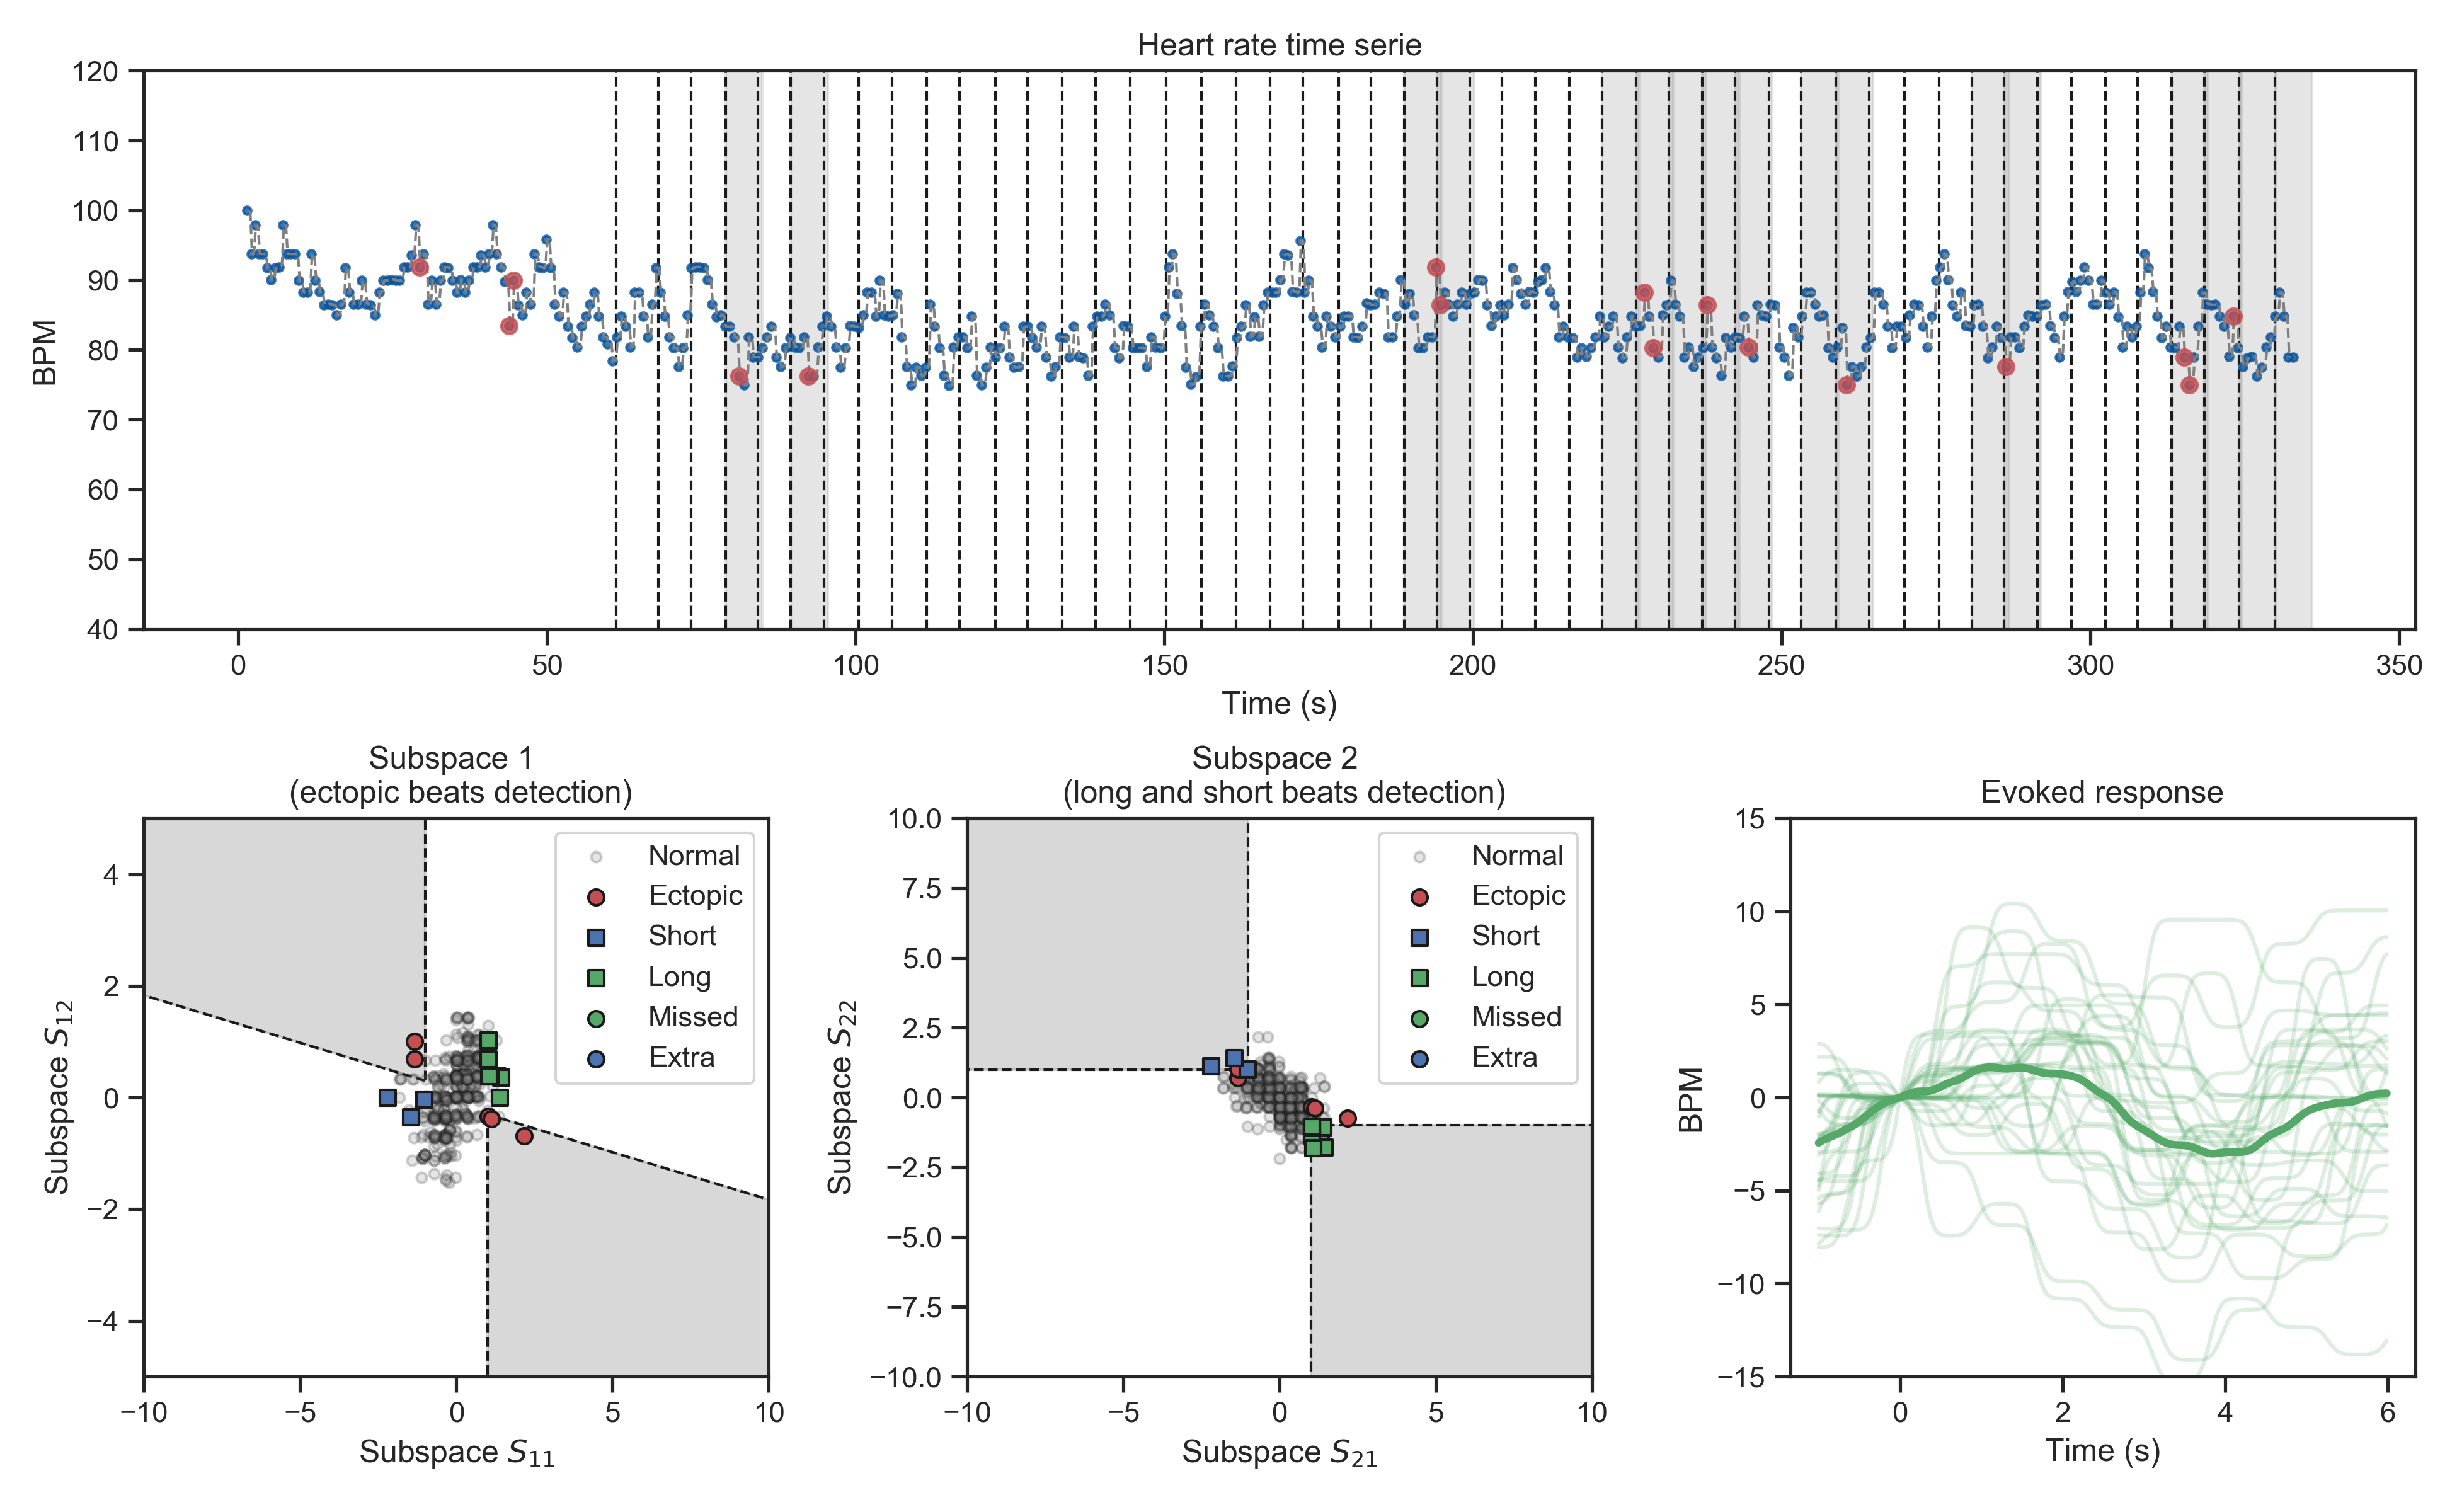 Heart rate time serie
120
110
100
90
80
70
60
50
40
BPM
0 50 100 150 200 250 300 350
Time (s)
Subspace 1
(ectopic beats detection)
4
2
0
−2
−4
Subspace S12
Normal
Ectopic
Short
Long
Missed
Extra
−10 −5 0 5 10
Subspace S11
Subspace 2
(long and short beats detection)
10.0
7.5
5.0
2.5
0.0
−2.5
−5.0
−7.5
−10.0
Subspace S22
Normal
Ectopic
Short
Long
Missed
Extra
−10 −5 0 5 10
Subspace S21
Evoked response
15
10
5
0
−5
−10
−15
BPM
0 2 4 6
Time (s)